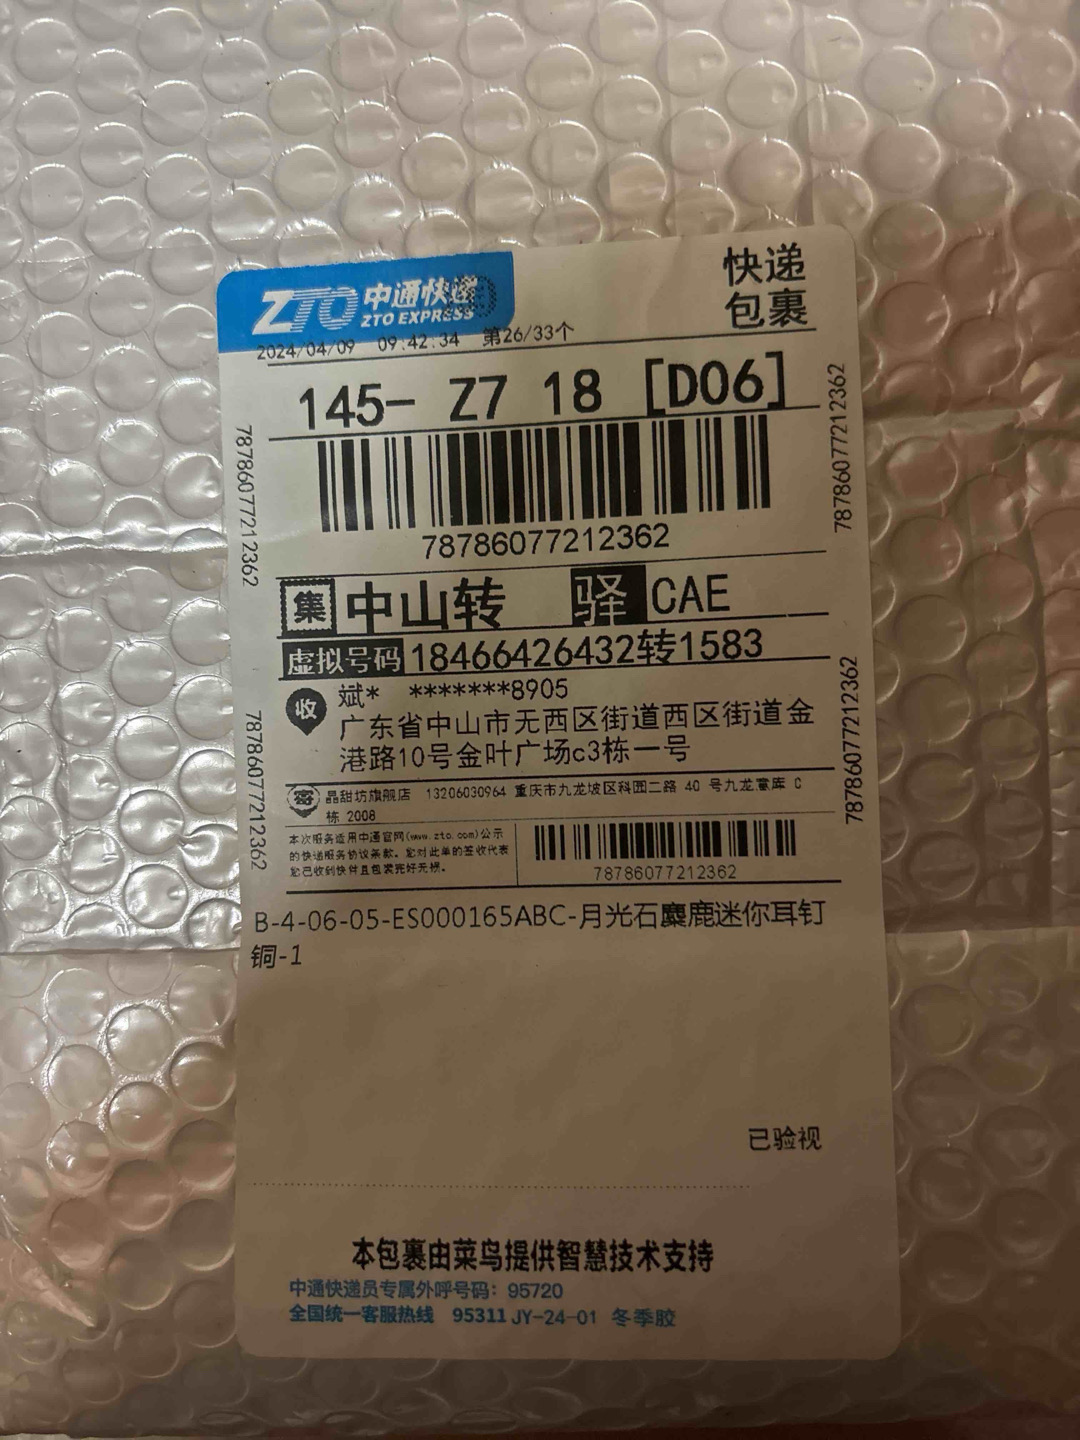 ZTO 中通快递
ZTO EXPRESS
快递
包裹
2024/04/09 09:42:34 第26/33个
145- Z7 18 [D06]
78786077212362
78786077212362
78786077212362
集 中山转 驿 CAE
虚拟号码 18466426432转1583
收 斌* *******8905
广东省中山市无西区街道西区街道金
港路10号金叶广场c3栋一号
78786077212362
78786077212362
寄 晶甜坊旗舰店 13206030964 重庆市九龙坡区科园二路 40 号九龙意库 C
栋 2008
本次服务适用中通官网(www.zto.com)公示
的快递服务协议条款。您对此单的签收代表
您已收到快件且包装完好无损。
78786077212362
B-4-06-05-ES000165ABC-月光石麋鹿迷你耳钉
铜-1
已验视
本包裹由菜鸟提供智慧技术支持
中通快递员专属外呼号码：95720
全国统一客服热线 95311 JY-24-01 冬季胶